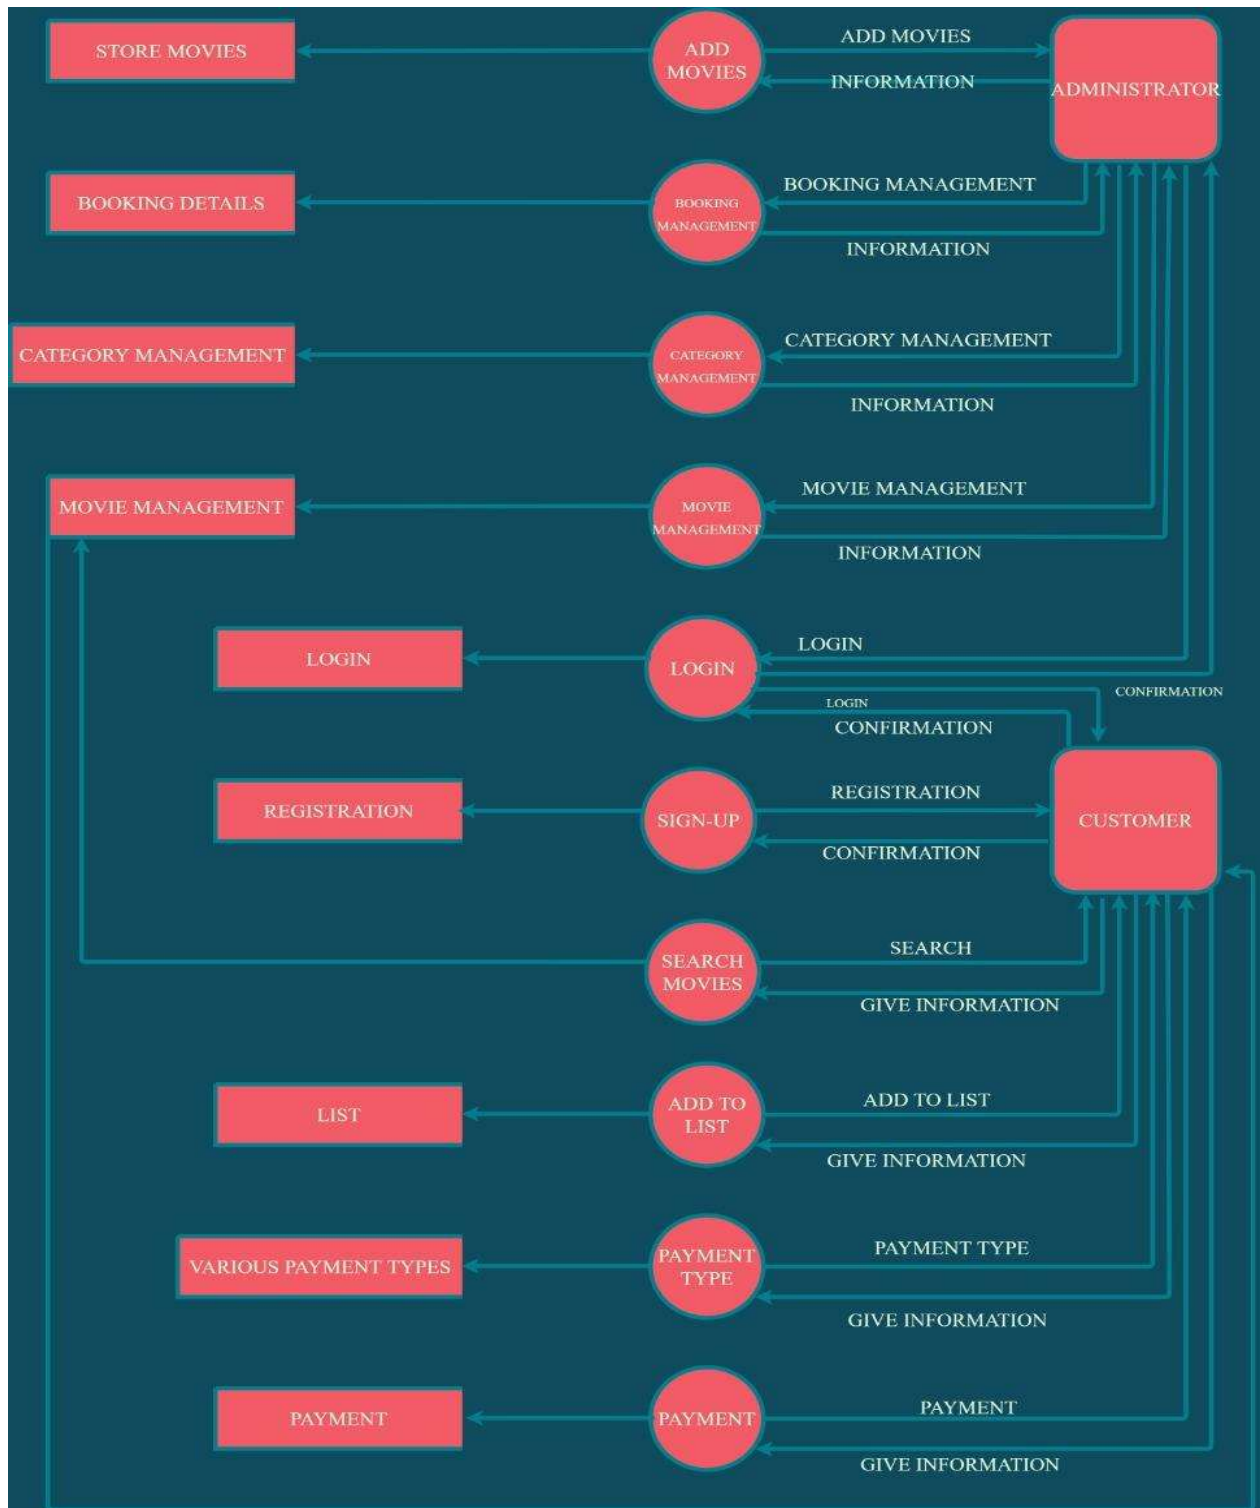 STORE MOVIES
ADD
MOVIES
ADD MOVIES
INFORMATION
ADMINISTRATOR
BOOKING DETAILS
BOOKING
MANAGEMENT
BOOKING MANAGEMENT
INFORMATION
CATEGORY MANAGEMENT
CATEGORY
MANAGEMENT
CATEGORY MANAGEMENT
INFORMATION
MOVIE MANAGEMENT
MOVIE
MANAGEMENT
MOVIE MANAGEMENT
INFORMATION
LOGIN
LOGIN
LOGIN
CONFIRMATION
LOGIN
CONFIRMATION
REGISTRATION
SIGN-UP
REGISTRATION
CONFIRMATION
CUSTOMER
SEARCH
MOVIES
SEARCH
GIVE INFORMATION
LIST
ADD TO
LIST
ADD TO LIST
GIVE INFORMATION
VARIOUS PAYMENT TYPES
PAYMENT
TYPE
PAYMENT TYPE
GIVE INFORMATION
PAYMENT
PAYMENT
PAYMENT
GIVE INFORMATION